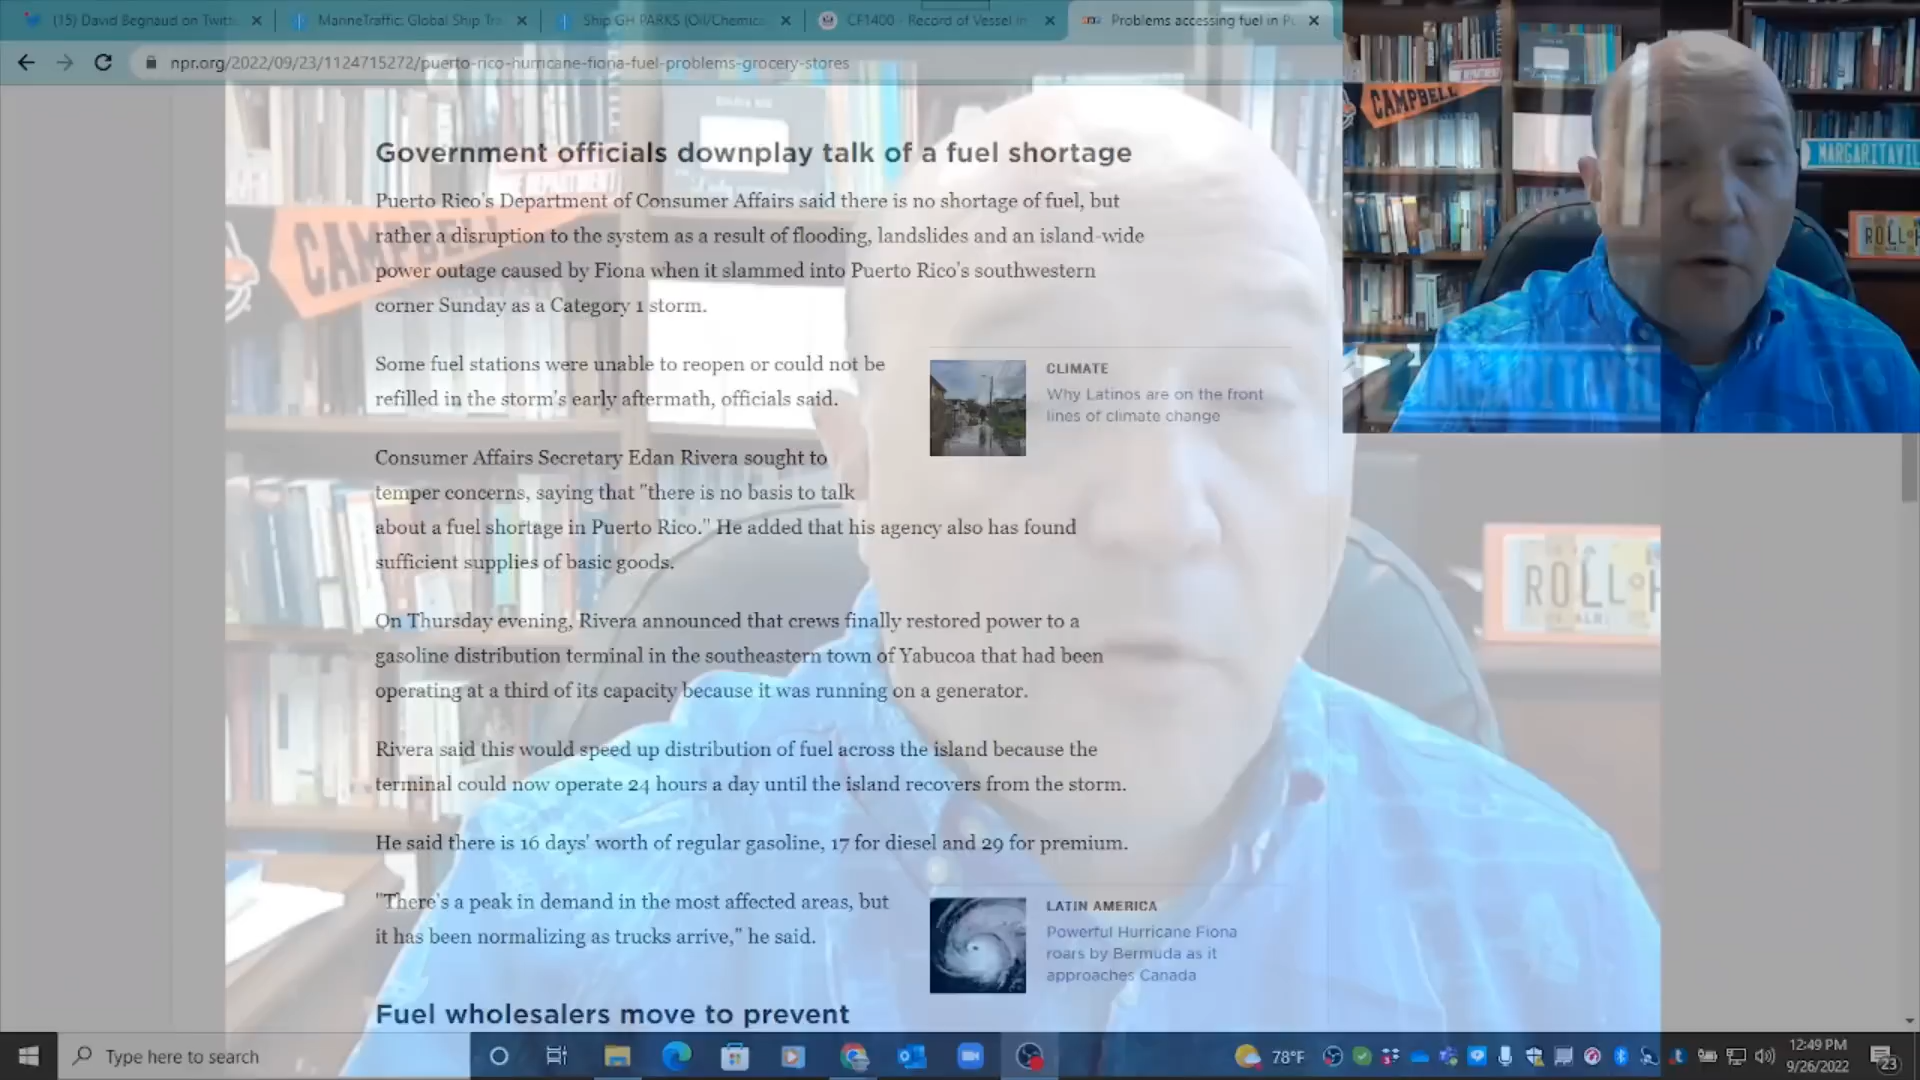 (15) David Begnaud on Twitt
MarineTraffic: Global Ship Tra
Ship GH PARKS (Oil/Chemic
CF1400 - Record of Vessel in
Problems accessing fuel in Pu
npr.org/2022/09/23/1124715272/puerto-rico-hurricane-fiona-fuel-problems-grocery-stores
CAMPBELL
MARGARITAVIL
ROLL
Government officials downplay talk of a fuel shortage
Puerto Rico's Department of Consumer Affairs said there is no shortage of fuel, but
rather a disruption to the system as a result of flooding, landslides and an island-wide
power outage caused by Fiona when it slammed into Puerto Rico's southwestern
corner Sunday as a Category 1 storm.
CAMPBELL
Some fuel stations were unable to reopen or could not be
refilled in the storm's early aftermath, officials said.
CLIMATE
Why Latinos are on the front
lines of climate change
MARGARITAVIL
Consumer Affairs Secretary Edan Rivera sought to
temper concerns, saying that "there is no basis to talk
about a fuel shortage in Puerto Rico." He added that his agency also has found
sufficient supplies of basic goods.
ROLL
On Thursday evening, Rivera announced that crews finally restored power to a
gasoline distribution terminal in the southeastern town of Yabucoa that had been
operating at a third of its capacity because it was running on a generator.
Rivera said this would speed up distribution of fuel across the island because the
terminal could now operate 24 hours a day until the island recovers from the storm.
He said there is 16 days' worth of regular gasoline, 17 for diesel and 29 for premium.
"There's a peak in demand in the most affected areas, but
it has been normalizing as trucks arrive," he said.
LATIN AMERICA
Powerful Hurricane Fiona
roars by Bermuda as it
approaches Canada
Fuel wholesalers move to prevent
Type here to search
78°F
12:49 PM
9/26/2022
23